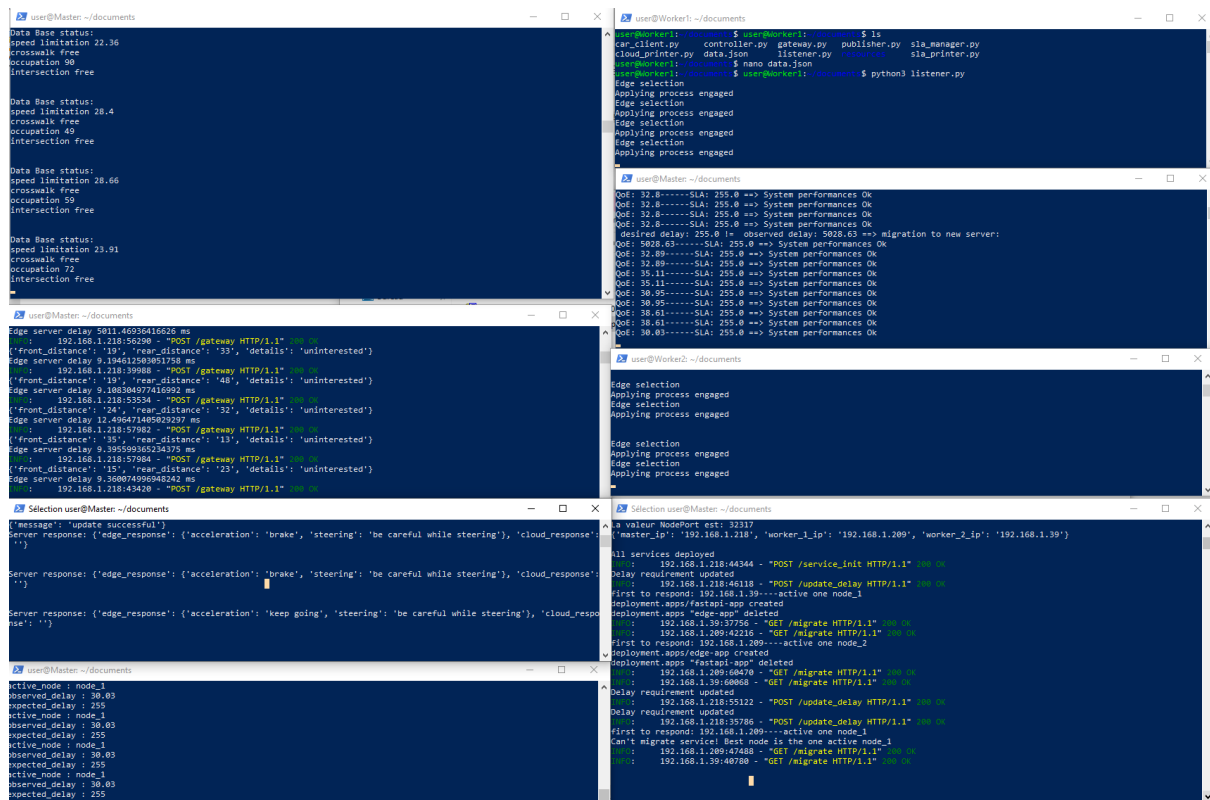 user@Master: ~/documents
Data Base status:
speed limitation 22.36
crosswalk free
occupation 90
intersection free
Data Base status:
speed limitation 28.4
crosswalk free
occupation 49
intersection free
Data Base status:
speed limitation 28.66
crosswalk free
occupation 59
intersection free
Data Base status:
speed limitation 23.91
crosswalk free
occupation 72
intersection free
user@Worker1: ~/documents
user@Worker1: $ user@Worker1: $ ls
car_client.py controller.py gateway.py publisher.py sla_manager.py
cloud_printer.py data.json listener.py sla_printer.py
user@Worker1: $ nano data.json
user@Worker1: $ user@Worker1: $ python3 listener.py
Edge selection
Applying process engaged
Edge selection
Applying process engaged
Edge selection
Applying process engaged
Edge selection
Applying process engaged
user@Master: ~/documents
QoE: 32.8------SLA: 255.0 ==> System performances Ok
QoE: 32.8------SLA: 255.0 ==> System performances Ok
QoE: 32.8------SLA: 255.0 ==> System performances Ok
QoE: 32.8------SLA: 255.0 ==> System performances Ok
desired delay: 255.0 != observed delay: 5028.63 ==> migration to new server:
QoE: 5028.63------SLA: 255.0 ==> System performances Ok
QoE: 32.89------SLA: 255.0 ==> System performances Ok
QoE: 32.89------SLA: 255.0 ==> System performances Ok
QoE: 35.11------SLA: 255.0 ==> System performances Ok
QoE: 35.11------SLA: 255.0 ==> System performances Ok
QoE: 30.95------SLA: 255.0 ==> System performances Ok
QoE: 30.95------SLA: 255.0 ==> System performances Ok
QoE: 38.61------SLA: 255.0 ==> System performances Ok
QoE: 38.61------SLA: 255.0 ==> System performances Ok
QoE: 30.03------SLA: 255.0 ==> System performances Ok
user@Master: ~/documents
Edge server delay 5011.46936416626 ms
INFO: 192.168.1.218:56290 - "POST /gateway HTTP/1.1" 200 OK
{'front_distance': '19', 'rear_distance': '33', 'details': 'uninterested'}
Edge server delay 9.194612503051758 ms
INFO: 192.168.1.218:39988 - "POST /gateway HTTP/1.1" 200 OK
{'front_distance': '19', 'rear_distance': '48', 'details': 'uninterested'}
Edge server delay 9.108304977416992 ms
INFO: 192.168.1.218:53534 - "POST /gateway HTTP/1.1" 200 OK
{'front_distance': '24', 'rear_distance': '32', 'details': 'uninterested'}
Edge server delay 12.496471405029297 ms
INFO: 192.168.1.218:57982 - "POST /gateway HTTP/1.1" 200 OK
{'front_distance': '35', 'rear_distance': '13', 'details': 'uninterested'}
Edge server delay 9.395599365234375 ms
INFO: 192.168.1.218:57984 - "POST /gateway HTTP/1.1" 200 OK
{'front_distance': '15', 'rear_distance': '23', 'details': 'uninterested'}
Edge server delay 9.360074996948242 ms
INFO: 192.168.1.218:43420 - "POST /gateway HTTP/1.1" 200 OK
user@Worker2: ~/documents
Edge selection
Applying process engaged
Edge selection
Applying process engaged
Edge selection
Applying process engaged
Edge selection
Applying process engaged
Sélection user@Master: ~/documents
{'message': 'update successful'}
Server response: {'edge_response': {'acceleration': 'brake', 'steering': 'be careful while steering'}, 'cloud_response':
''}
Server response: {'edge_response': {'acceleration': 'brake', 'steering': 'be careful while steering'}, 'cloud_response':
''}
Server response: {'edge_response': {'acceleration': 'keep going', 'steering': 'be careful while steering'}, 'cloud_respo
nse': ''}
Sélection user@Master: ~/documents
La valeur NodePort est: 32317
{'master_ip': '192.168.1.218', 'worker_1_ip': '192.168.1.209', 'worker_2_ip': '192.168.1.39'}
All services deployed
INFO: 192.168.1.218:44344 - "POST /service_init HTTP/1.1" 200 OK
Delay requirement updated
INFO: 192.168.1.218:46118 - "POST /update_delay HTTP/1.1" 200 OK
first to respond: 192.168.1.39----active one node_1
deployment.apps/fastapi-app created
deployment.apps "edge-app" deleted
INFO: 192.168.1.39:37756 - "GET /migrate HTTP/1.1" 200 OK
INFO: 192.168.1.209:42216 - "GET /migrate HTTP/1.1" 200 OK
first to respond: 192.168.1.209----active one node_2
deployment.apps/edge-app created
deployment.apps "fastapi-app" deleted
INFO: 192.168.1.209:60470 - "GET /migrate HTTP/1.1" 200 OK
INFO: 192.168.1.39:60068 - "GET /migrate HTTP/1.1" 200 OK
Delay requirement updated
INFO: 192.168.1.218:55122 - "POST /update_delay HTTP/1.1" 200 OK
Delay requirement updated
INFO: 192.168.1.218:35786 - "POST /update_delay HTTP/1.1" 200 OK
first to respond: 192.168.1.209----active one node_1
Can't migrate service! Best node is the one active node_1
INFO: 192.168.1.209:47488 - "GET /migrate HTTP/1.1" 200 OK
INFO: 192.168.1.39:40780 - "GET /migrate HTTP/1.1" 200 OK
user@Master: ~/documents
active_node : node_1
observed_delay : 30.03
expected_delay : 255
active_node : node_1
observed_delay : 30.03
expected_delay : 255
active_node : node_1
observed_delay : 30.03
expected_delay : 255
active_node : node_1
observed_delay : 30.03
expected_delay : 255